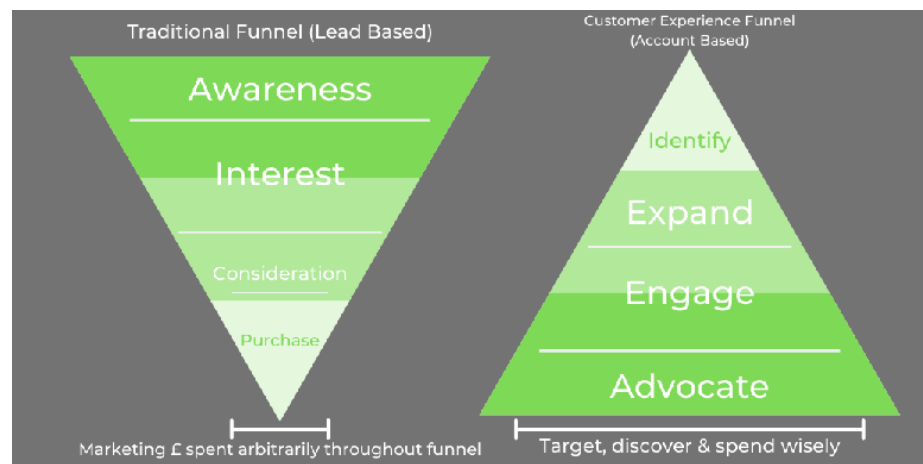 Traditional Funnel (Lead Based)
Awareness
Interest
Consideration
Purchase
Marketing £ spent arbitrarily throughout funnel
Customer Experience Funnel
(Account Based)
Identify
Expand
Engage
Advocate
Target, discover & spend wisely